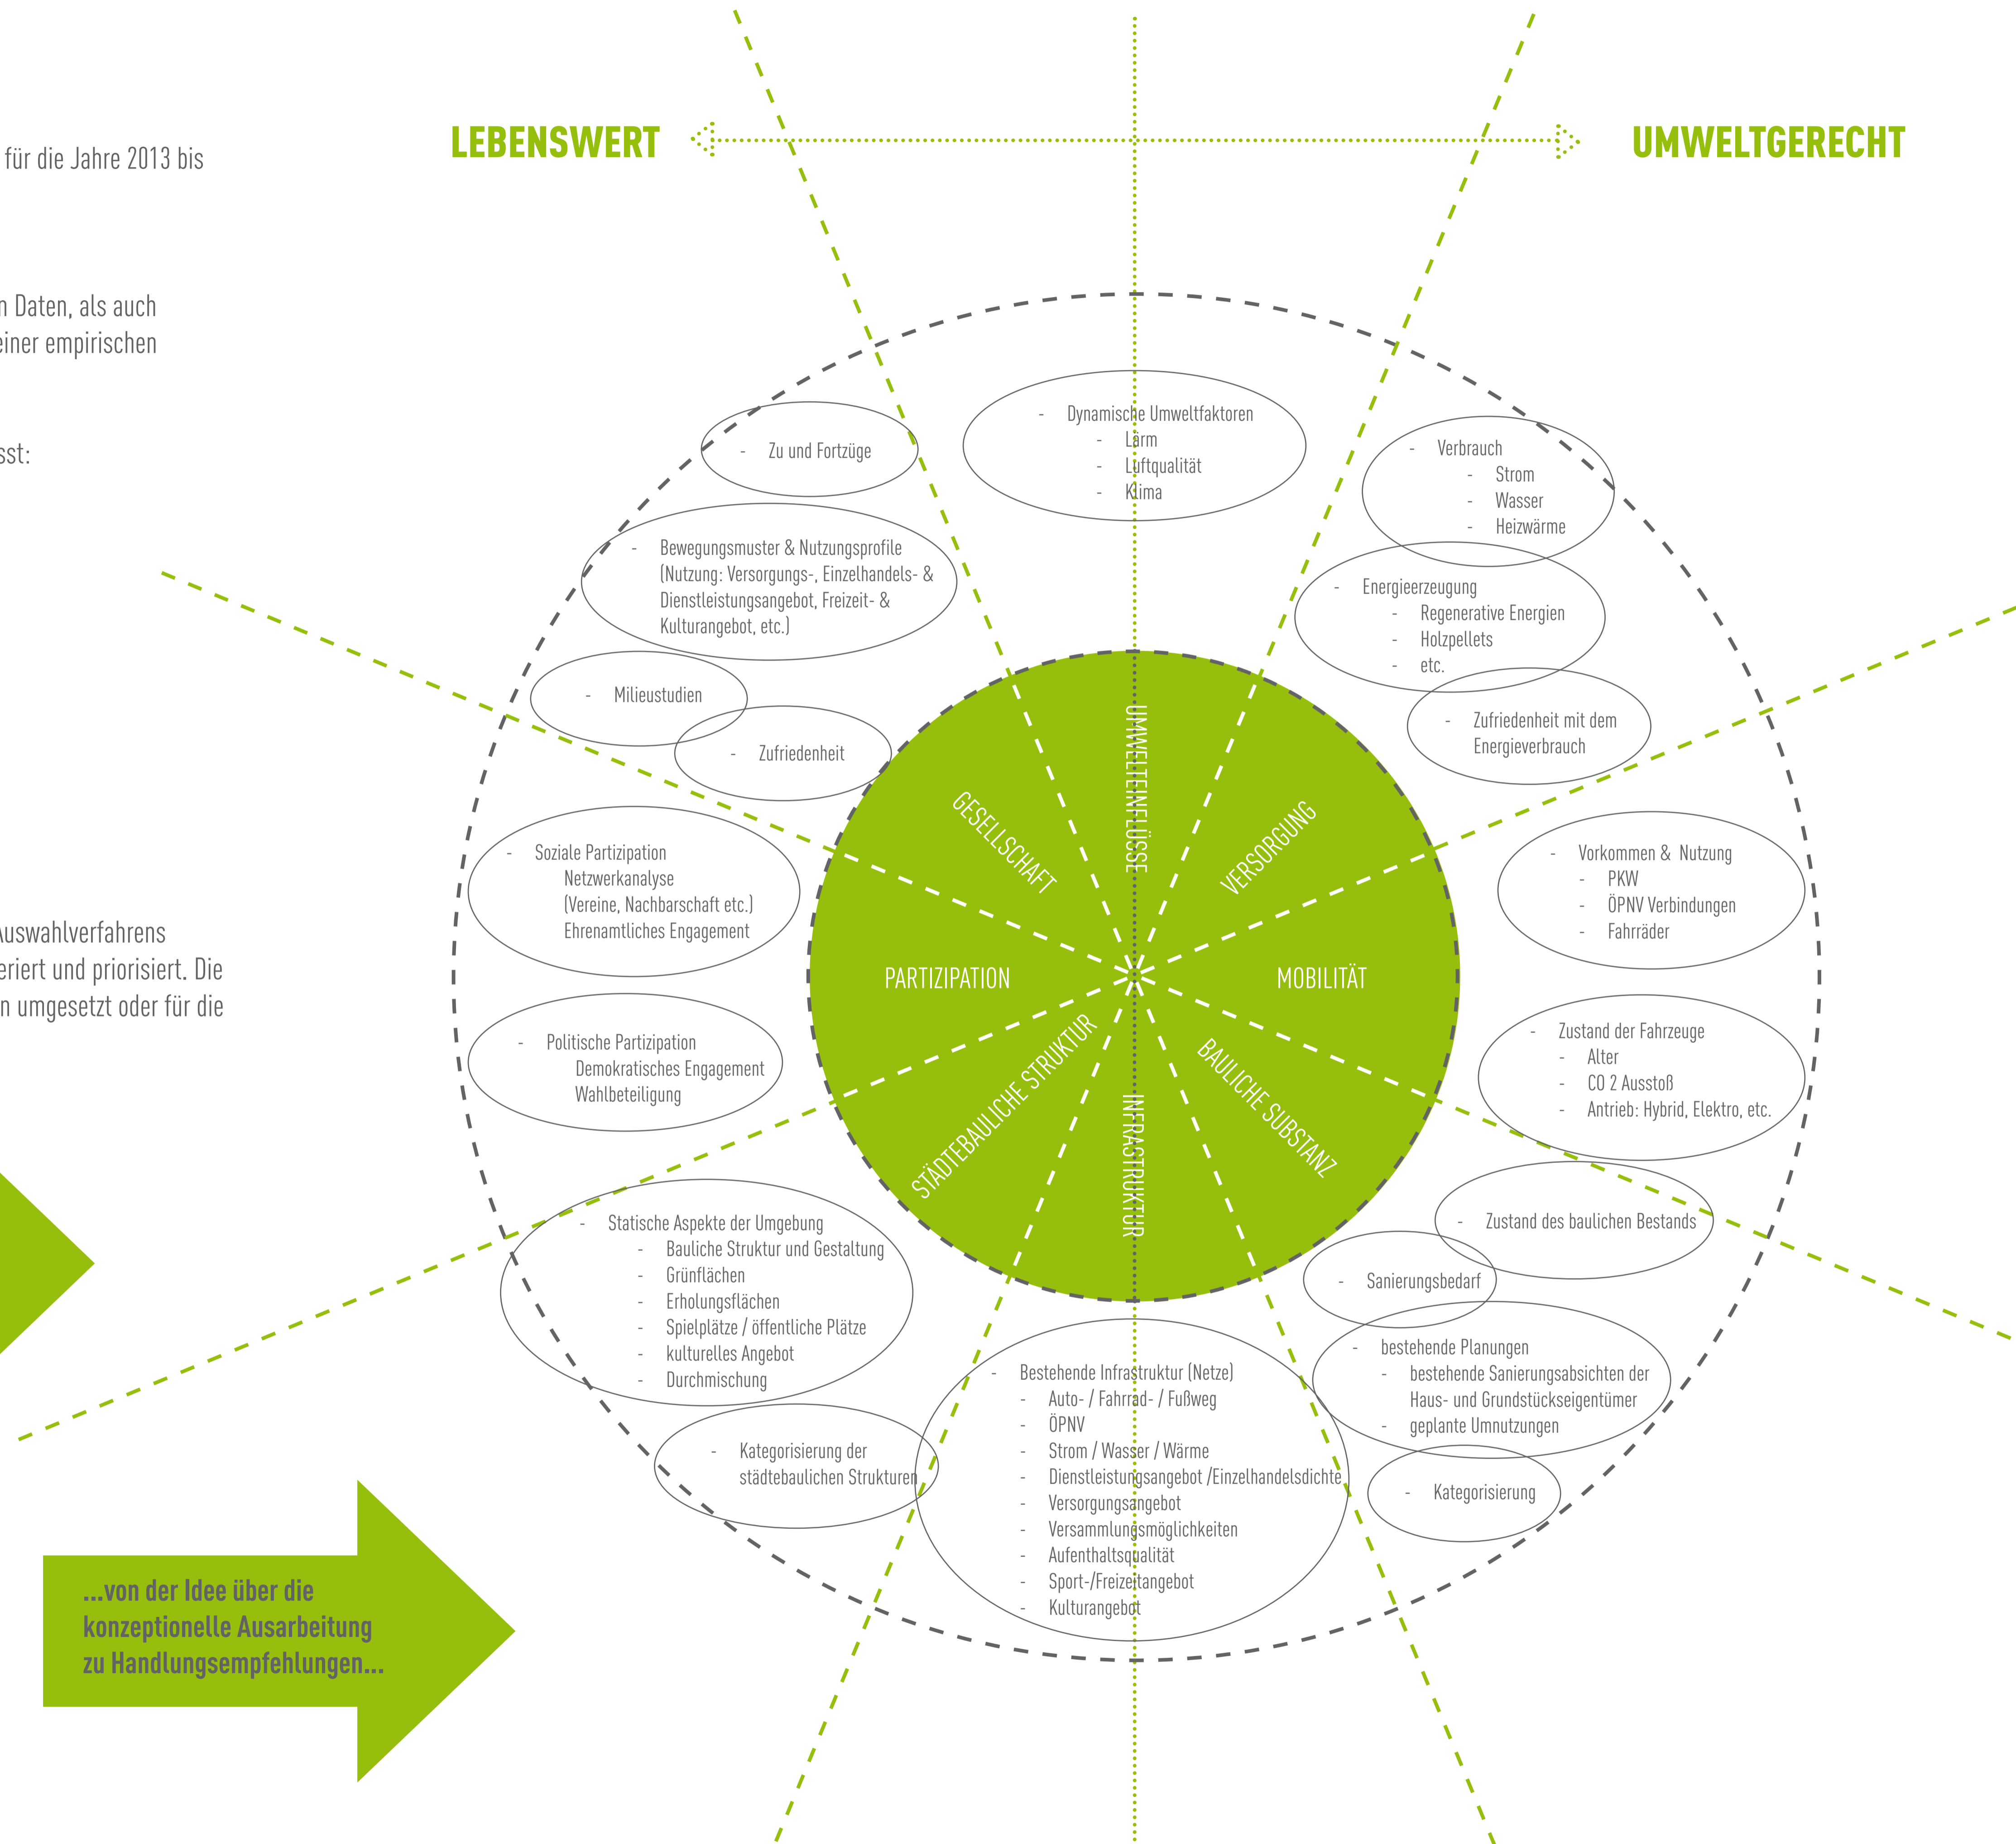 für die Jahre 2013 bis
Daten, als auch
einer empirischen
Auswahlverfahrens
und priorisiert. Die
umgesetzt oder für die
...von der Idee über die
konzeptionelle Ausarbeitung
zu Handlungsempfehlungen...
LEBENSWERT
UMWELTGERECHT
- Dynamische Umweltfaktoren
- Lärm
- Luftqualität
- Klima
- Verbrauch
- Strom
- Wasser
- Heizwärme
- Energieerzeugung
- Regenerative Energien
- Holzpellets
- etc.
- Zufriedenheit mit dem
Energieverbrauch
- Vorkommen & Nutzung
- PKW
- ÖPNV Verbindungen
- Fahrräder
- Zustand der Fahrzeuge
- Alter
- CO 2 Ausstoß
- Antrieb: Hybrid, Elektro, etc.
- Zustand des baulichen Bestands
- Sanierungsbedarf
- bestehende Planungen
- bestehende Sanierungsabsichten der
Haus- und Grundstückseigentümer
- geplante Umnutzungen
- Kategorisierung
- Bestehende Infrastruktur (Netze)
- Auto- / Fahrrad- / Fußweg
- ÖPNV
- Strom / Wasser / Wärme
- Dienstleistungsangebot /Einzelhandelsdichte
- Versorgungsangebot
- Versammlungsmöglichkeiten
- Aufenthaltsqualität
- Sport-/Freizeitangebot
- Kulturangebot
- Kategorisierung der
städtebaulichen Strukturen
- Statische Aspekte der Umgebung
- Bauliche Struktur und Gestaltung
- Grünflächen
- Erholungsflächen
- Spielplätze / öffentliche Plätze
- kulturelles Angebot
- Durchmischung
- Politische Partizipation
Demokratisches Engagement
Wahlbeteiligung
- Soziale Partizipation
Netzwerkanalyse
(Vereine, Nachbarschaft etc.)
Ehrenamtliches Engagement
- Zufriedenheit
- Milieustudien
- Bewegungsmuster & Nutzungsprofile
(Nutzung: Versorgungs-, Einzelhandels- &
Dienstleistungsangebot, Freizeit- &
Kulturangebot, etc.)
- Zu und Fortzüge
UMWELTEINFLÜSSE
VERSORGUNG
MOBILITÄT
BAULICHE SUBSTANZ
INFRASTRUKTUR
STÄDTEBAULICHE STRUKTUR
PARTIZIPATION
GESELLSCHAFT